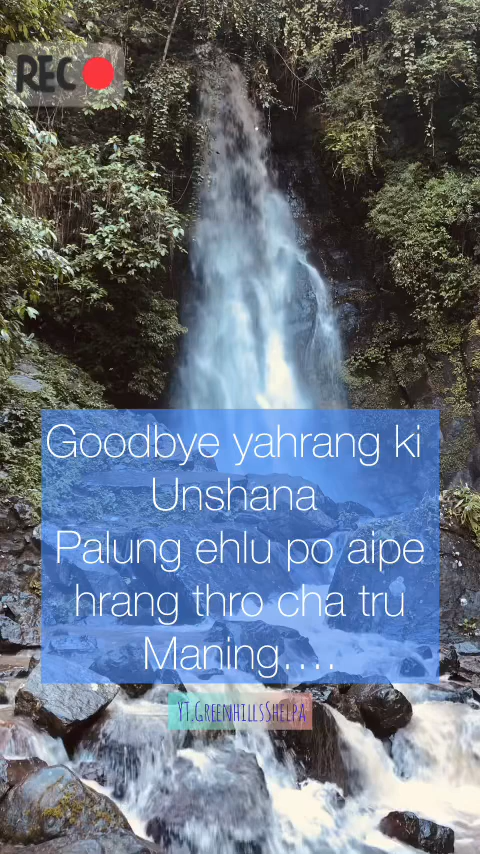 REC
Goodbye yahrang ki
Unshana
Palung ehlu po aipe
hrang thro cha tru
Maning....
YT.GreenhillsShelpa